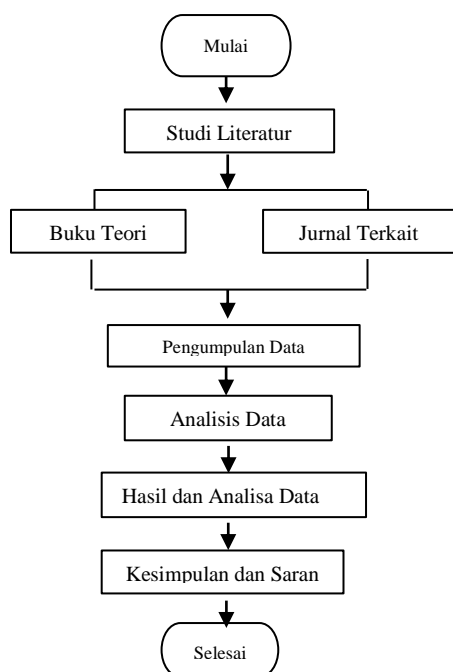 Mulai
Studi Literatur
Buku Teori
Jurnal Terkait
Pengumpulan Data
Analisis Data
Hasil dan Analisa Data
Kesimpulan dan Saran
Selesai